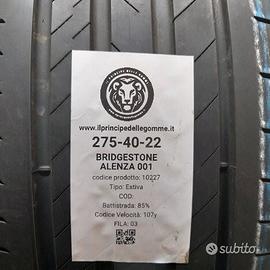 PRINCIPE DELLE GOMME
www.ilprincipedellegomme.it
275-40-22
BRIDGESTONE
ALENZA 001
codice prodotto: 10227
Tipo: Estiva
COD:
Battistrada: 85%
Codice Velocità: 107y
FILA: 03
subito